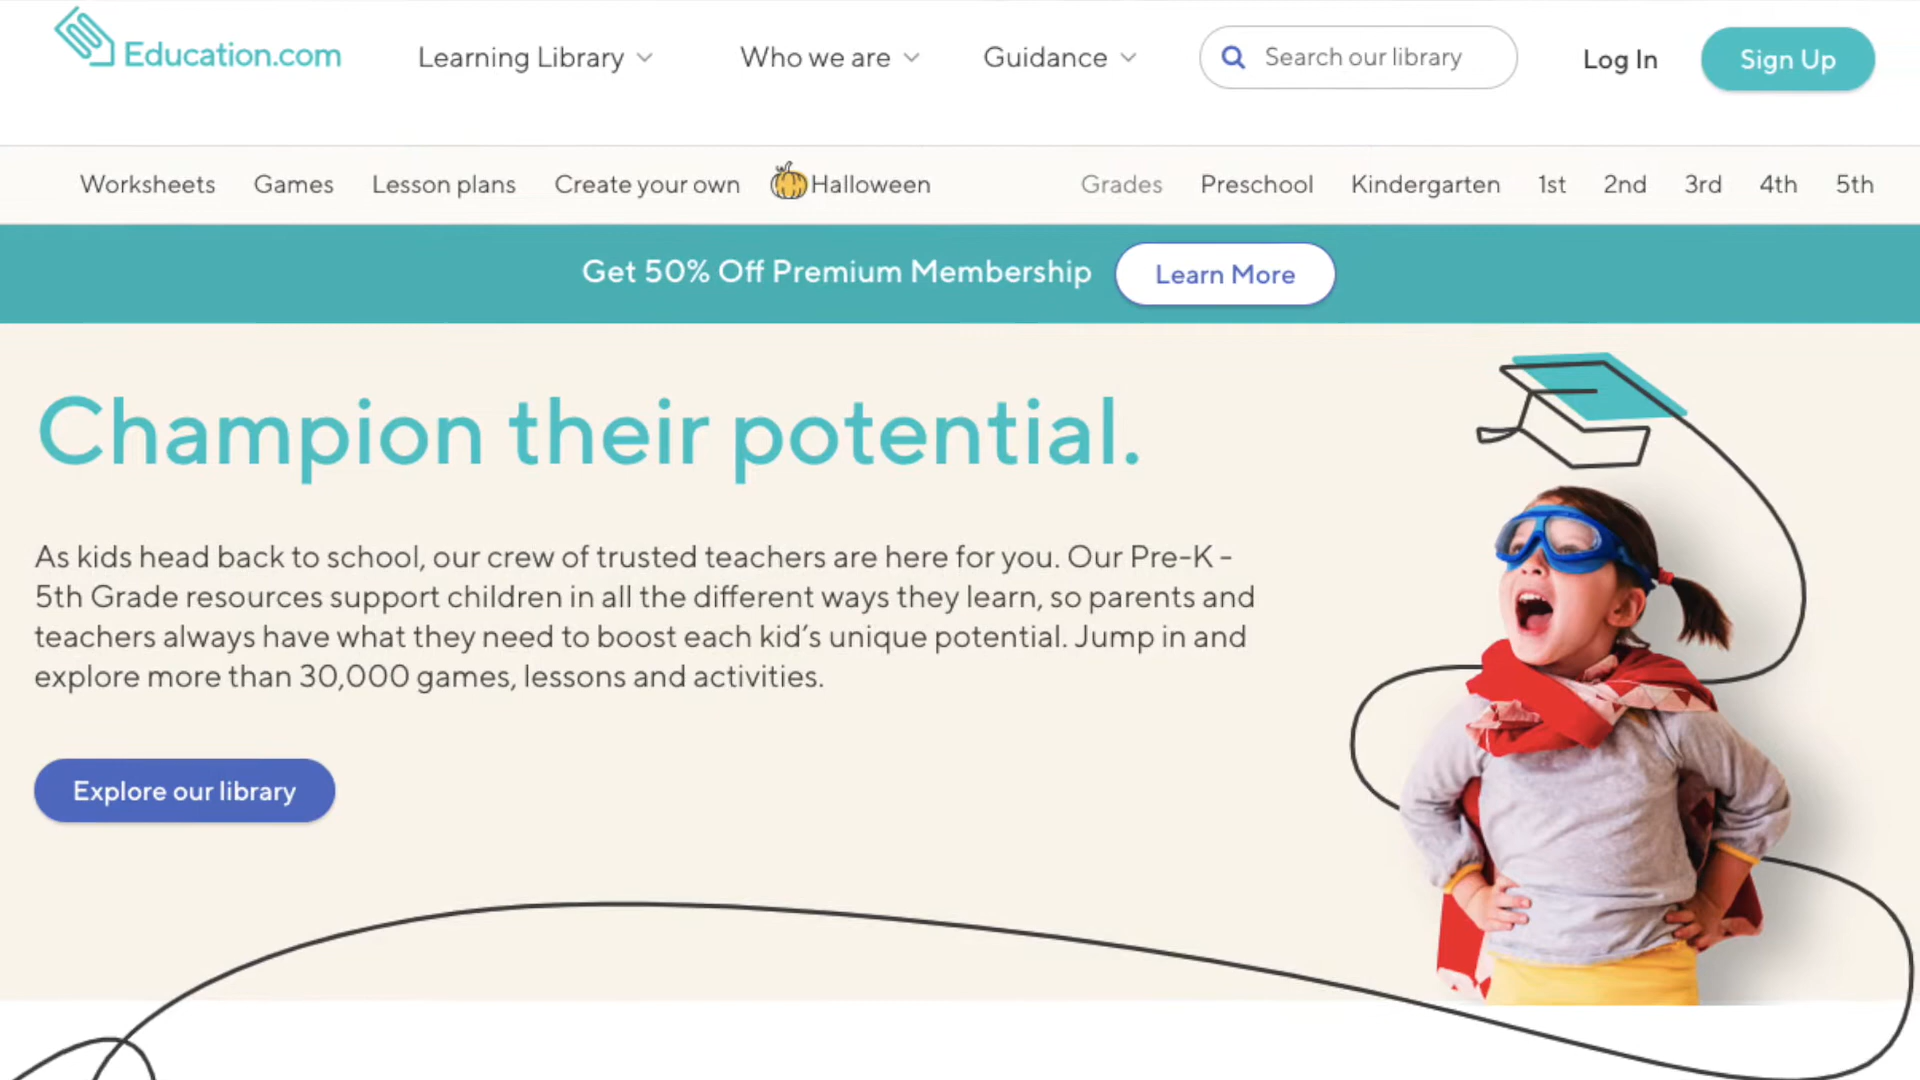 Education.com
Learning Library
Who we are
Guidance
Search our library
Log In
Sign Up
Worksheets
Games
Lesson plans
Create your own
Halloween
Grades
Preschool
Kindergarten
1st
2nd
3rd
4th
5th
Get 50% Off Premium Membership
Learn More
Champion their potential.
As kids head back to school, our crew of trusted teachers are here for you. Our Pre-K -
5th Grade resources support children in all the different ways they learn, so parents and
teachers always have what they need to boost each kid's unique potential. Jump in and
explore more than 30,000 games, lessons and activities.
Explore our library